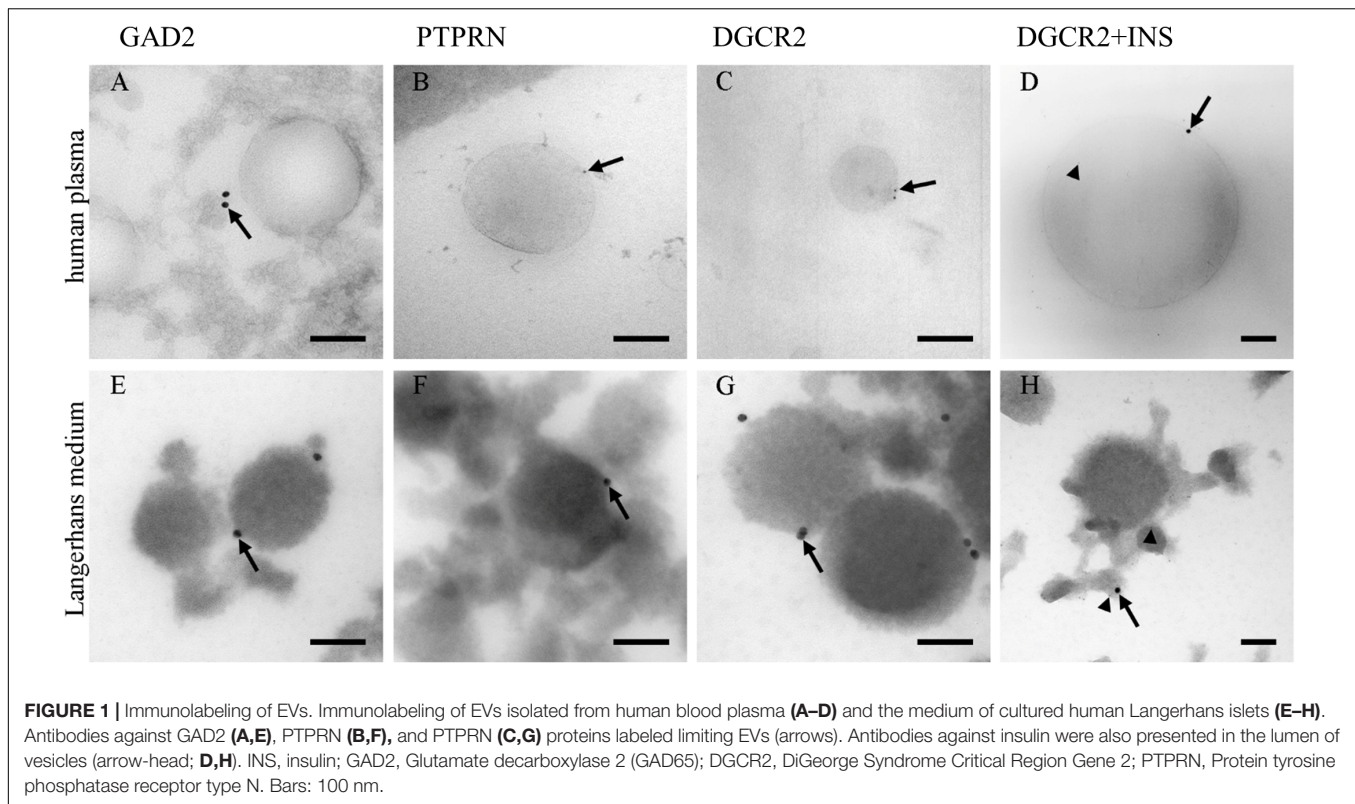 GAD2 PTPRN DGCR2 DGCR2+INS
human plasma
A B C D
Langerhans medium
E F G H
FIGURE 1 | Immunolabeling of EVs. Immunolabeling of EVs isolated from human blood plasma (A–D) and the medium of cultured human Langerhans islets (E–H).
Antibodies against GAD2 (A,E), PTPRN (B,F), and PTPRN (C,G) proteins labeled limiting EVs (arrows). Antibodies against insulin were also presented in the lumen of
vesicles (arrow-head; D,H). INS, insulin; GAD2, Glutamate decarboxylase 2 (GAD65); DGCR2, DiGeorge Syndrome Critical Region Gene 2; PTPRN, Protein tyrosine
phosphatase receptor type N. Bars: 100 nm.